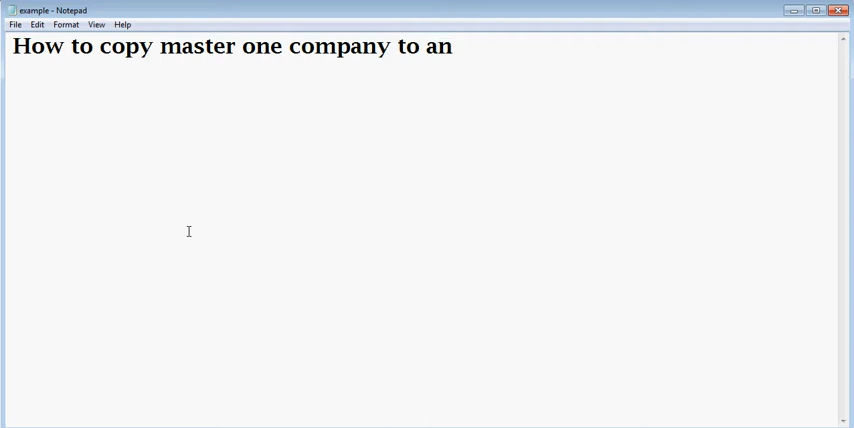 example - Notepad
File Edit Format View Help
How to copy master one company to an